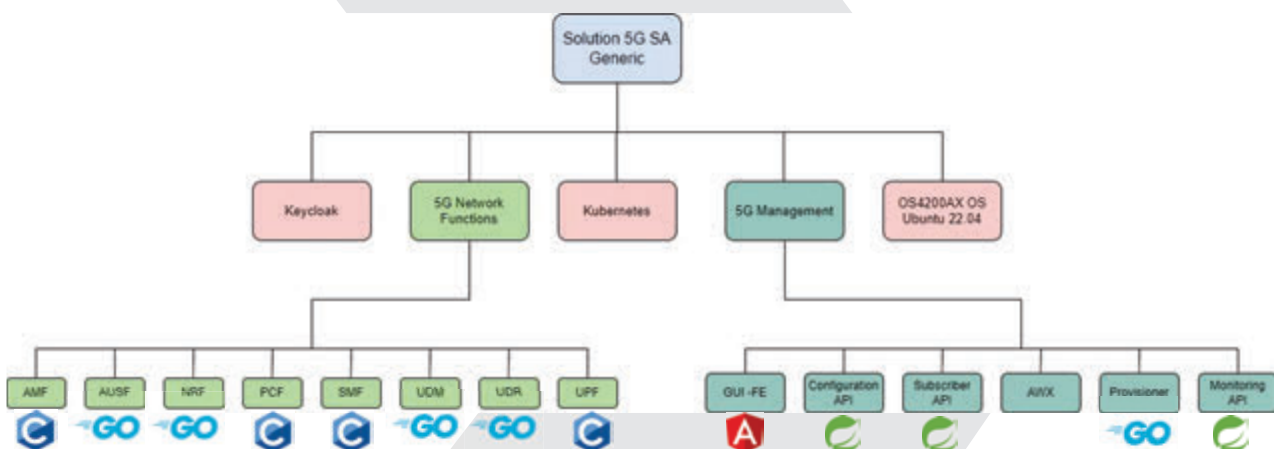 Solution 5G SA
Generic
Keycloak
5G Network
Functions
Kubernetes
5G Management
OS4200AX OS
Ubuntu 22.04
AMF
AUSF
NRF
PCF
SMF
UDM
UDR
UPF
GUI -FE
Configuration
API
Subscriber
API
AWX
Provisioner
Monitoring
API
C
GO
GO
C
C
GO
GO
C
A
GO